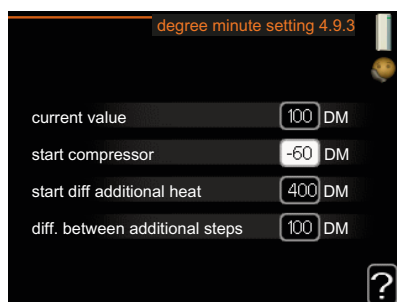 degree minute setting 4.9.3
current value 100 DM
start compressor -60 DM
start diff additional heat 400 DM
diff. between additional steps 100 DM
?